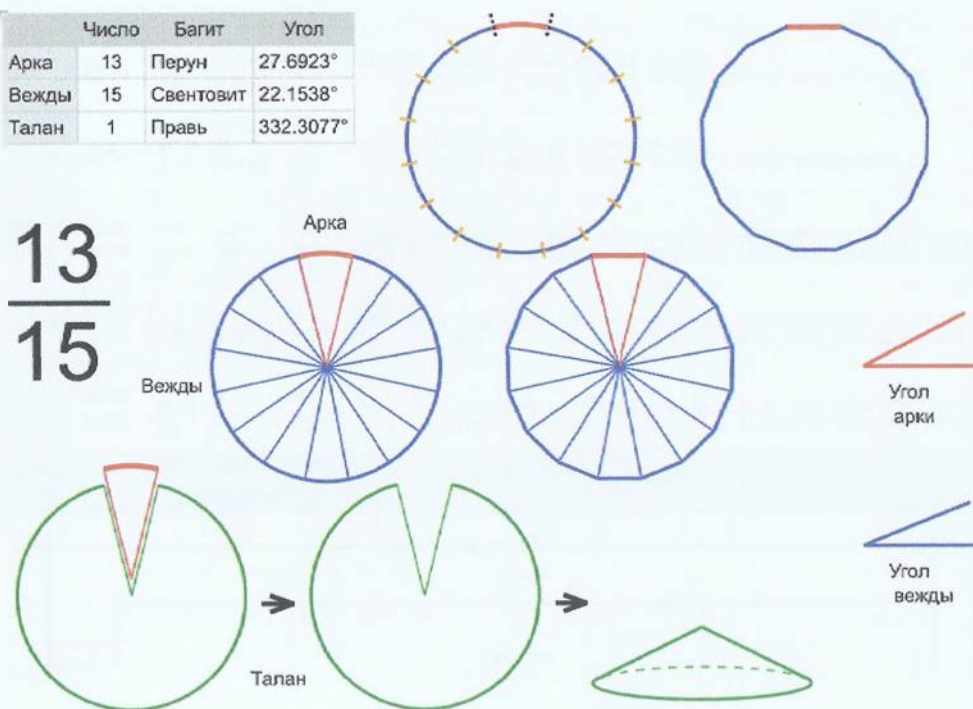 Число Багит Угол
Арка 13 Перун 27.6923°
Вежды 15 Свентовит 22.1538°
Талан 1 Правь 332.3077°
Арка
13
15
Вежды
Угол
арки
Угол
вежды
Талан